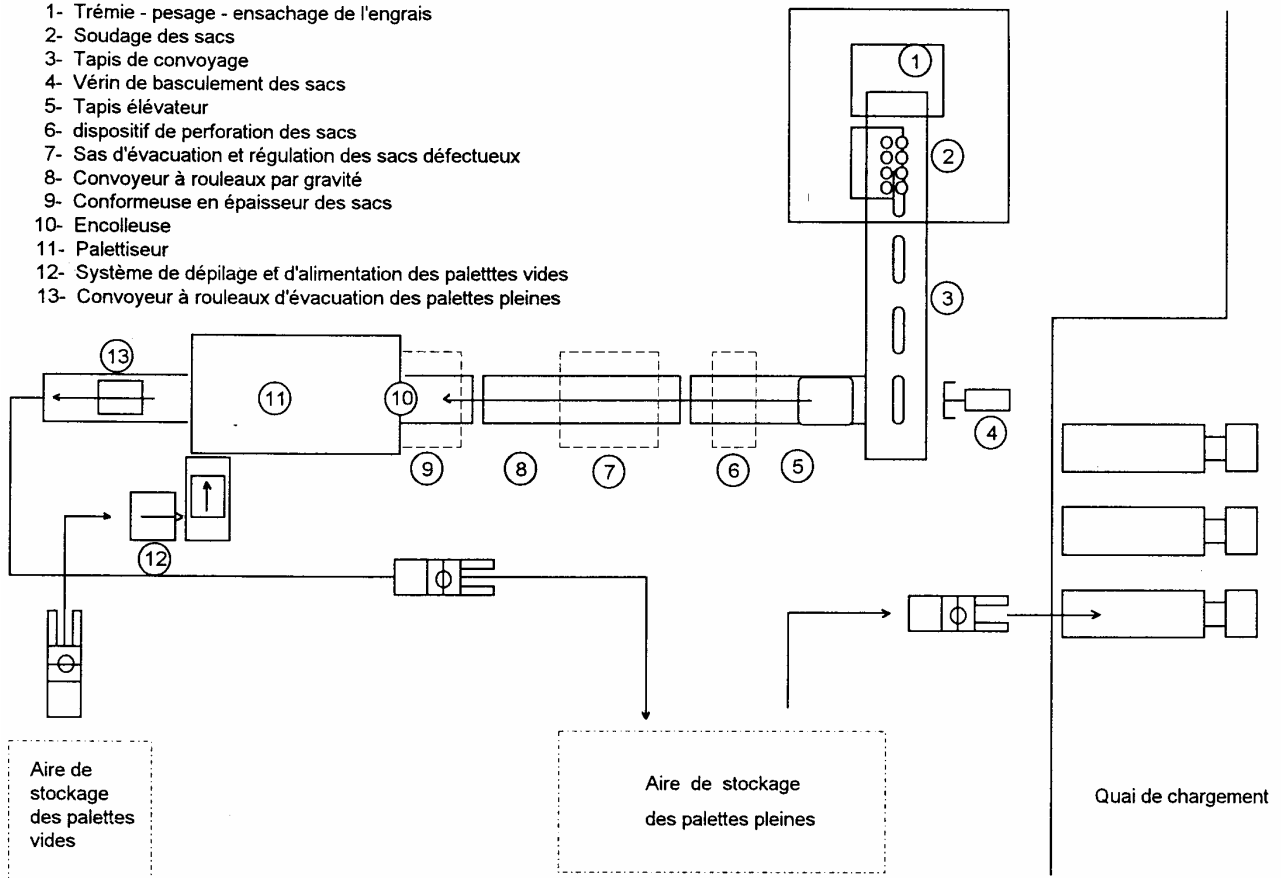 1- Trémie - pesage - ensachage de l'engrais
2- Soudage des sacs
3- Tapis de convoyage
4- Vérin de basculement des sacs
5- Tapis élévateur
6- dispositif de perforation des sacs
7- Sas d'évacuation et régulation des sacs défectueux
8- Convoyeur à rouleaux par gravité
9- Conformeuse en épaisseur des sacs
10- Encolleuse
11- Palettiseur
12- Système de dépilage et d'alimentation des paletttes vides
13- Convoyeur à rouleaux d'évacuation des palettes pleines
1
2
3
13
11
10
4
9
8
7
6
5
12
Aire de
stockage
des palettes
vides
Aire de stockage
des palettes pleines
Quai de chargement